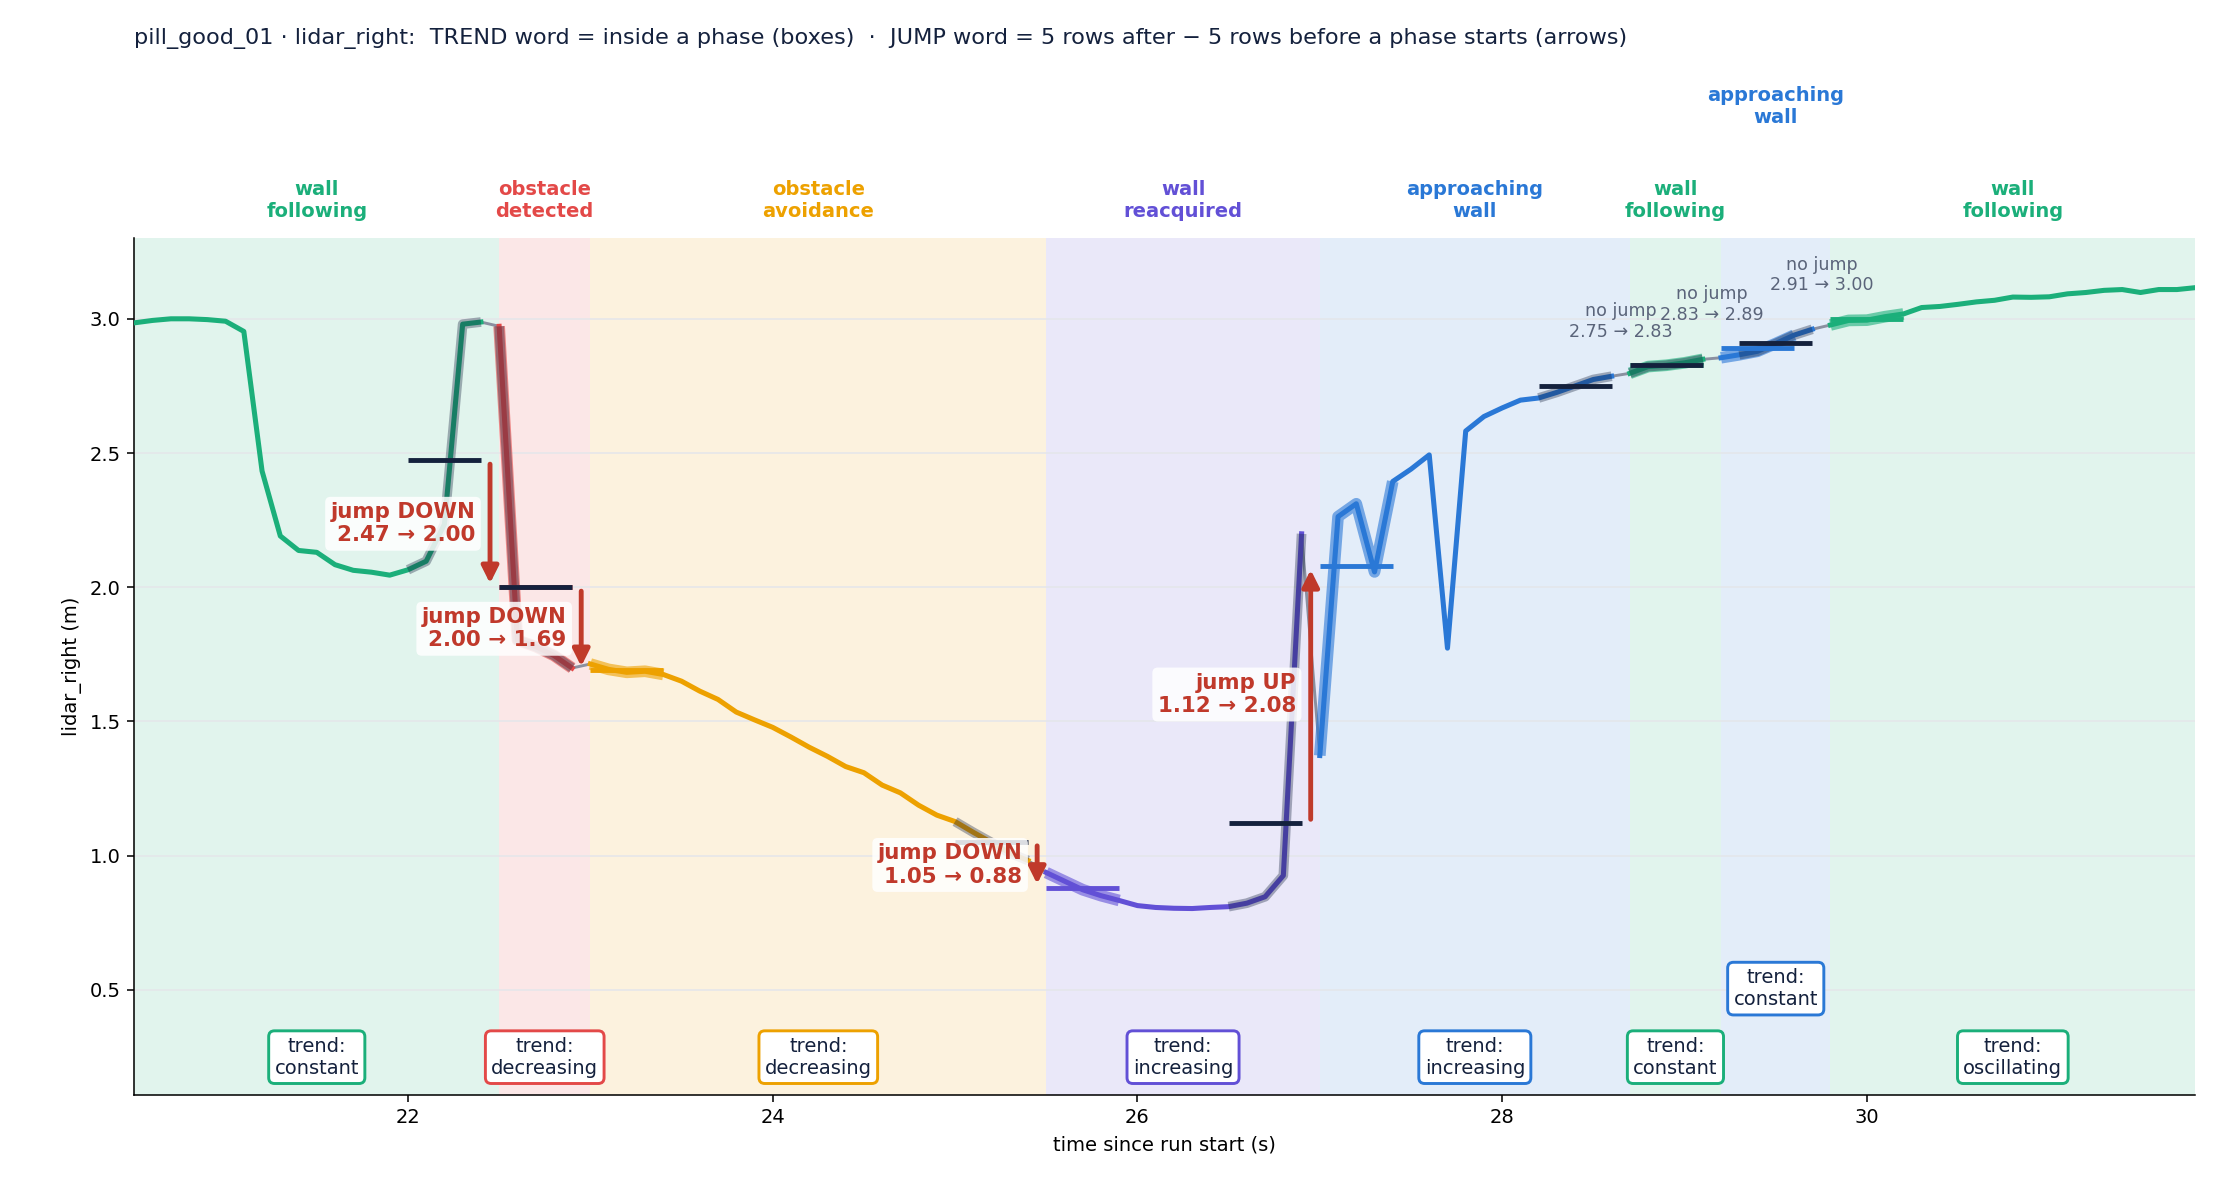 pill_good_01 · lidar_right:  TREND word = inside a phase (boxes)  ·  JUMP word = 5 rows after − 5 rows before a phase starts (arrows)
approaching
wall
wall
following
obstacle
detected
obstacle
avoidance
wall
reacquired
approaching
wall
wall
following
wall
following
no jump
2.91 → 3.00
no jump
2.83 → 2.89
no jump
2.75 → 2.83
jump DOWN
2.47 → 2.00
jump DOWN
2.00 → 1.69
jump UP
1.12 → 2.08
jump DOWN
1.05 → 0.88
3.0
2.5
2.0
1.5
1.0
0.5
lidar_right (m)
trend:
constant
trend:
constant
trend:
decreasing
trend:
decreasing
trend:
increasing
trend:
increasing
trend:
constant
trend:
oscillating
22
24
26
28
30
time since run start (s)